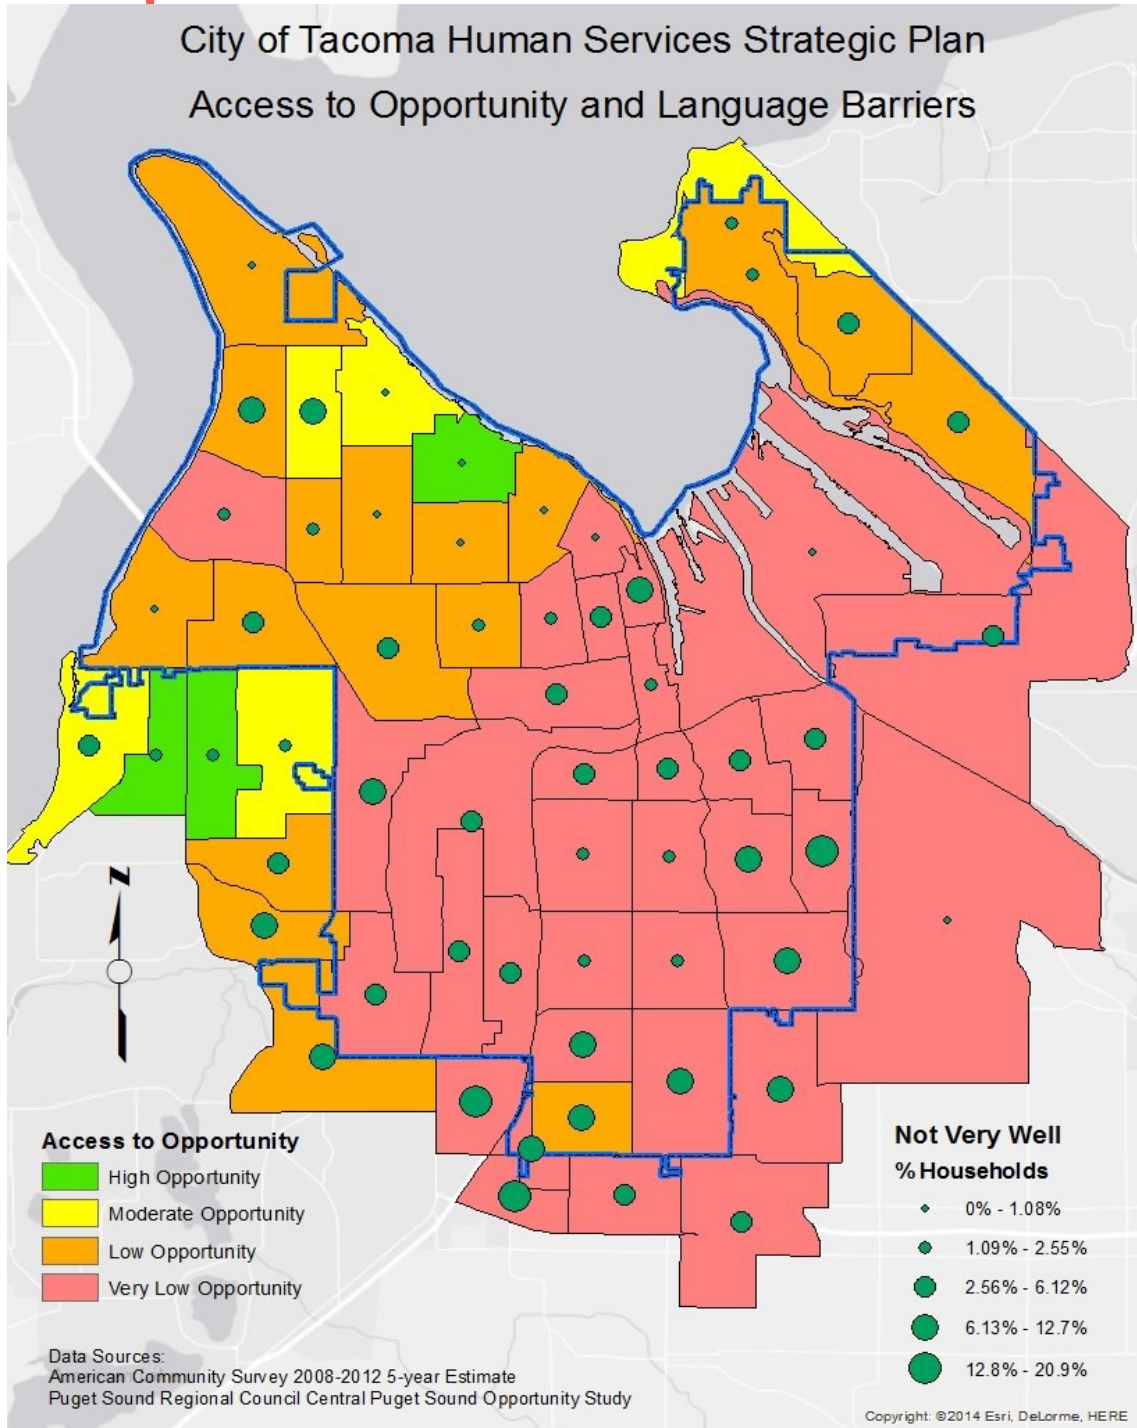 City of Tacoma Human Services Strategic Plan
Access to Opportunity and Language Barriers
N
Access to Opportunity
High Opportunity
Moderate Opportunity
Low Opportunity
Very Low Opportunity
Not Very Well
% Households
0% - 1.08%
1.09% - 2.55%
2.56% - 6.12%
6.13% - 12.7%
12.8% - 20.9%
Data Sources:
American Community Survey 2008-2012 5-year Estimate
Puget Sound Regional Council Central Puget Sound Opportunity Study
Copyright: ©2014 Esri, DeLorme, HERE